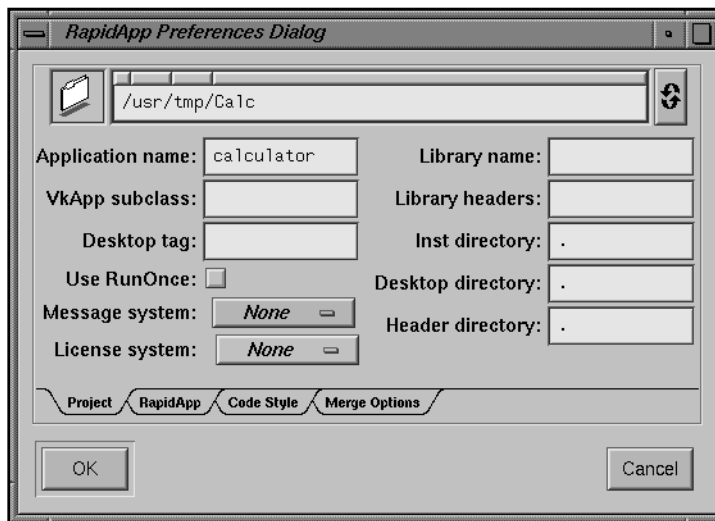 RapidApp Preferences Dialog
/usr/tmp/Calc
Application name: calculator
Library name:
VkApp subclass:
Library headers:
Desktop tag:
Inst directory: .
Use RunOnce:
Desktop directory: .
Message system: None
Header directory: .
License system: None
Project RapidApp Code Style Merge Options
OK Cancel